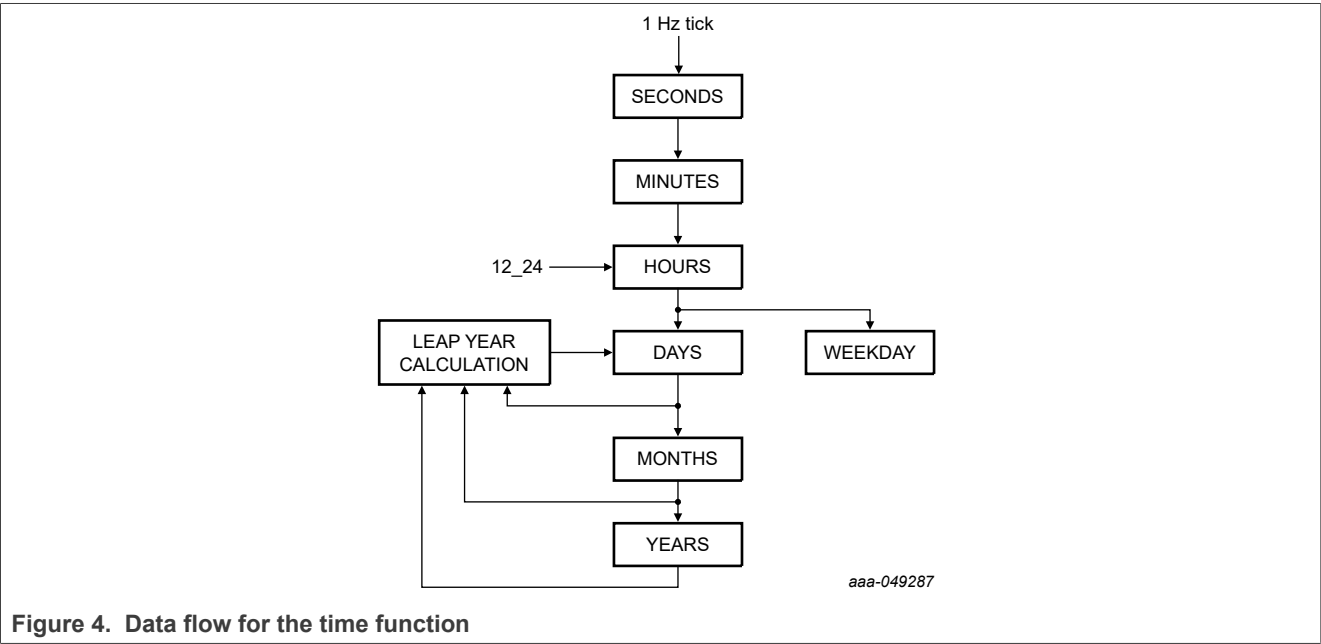 1 Hz tick
SECONDS
MINUTES
12_24
HOURS
LEAP YEAR
CALCULATION
DAYS
WEEKDAY
MONTHS
YEARS
aaa-049287
Figure 4. Data flow for the time function